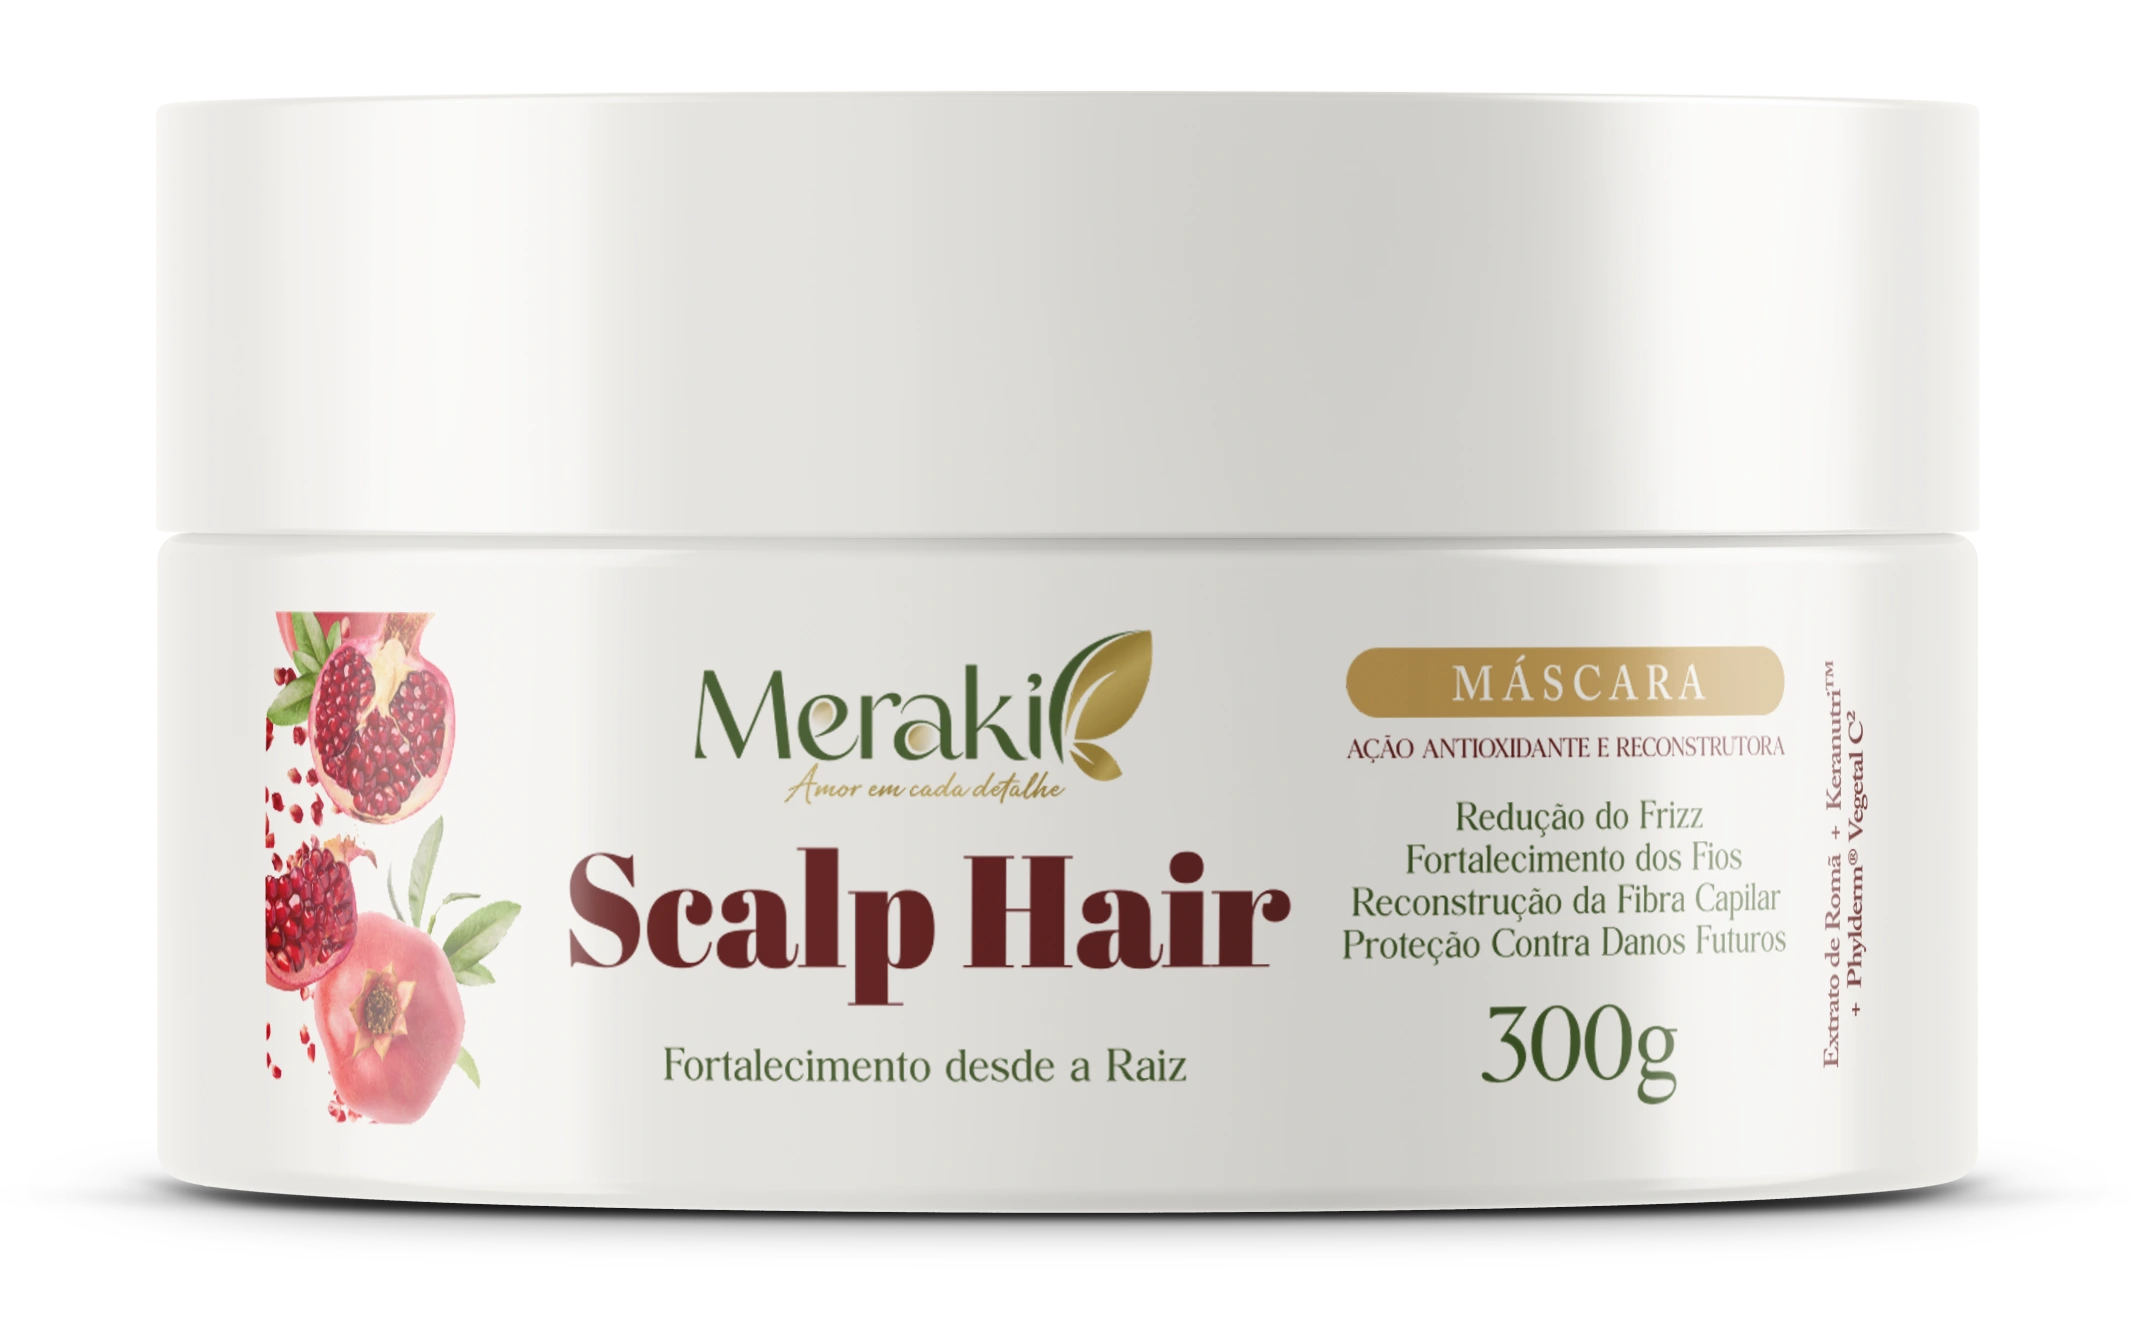 Meraki
Amor em cada detalhe
Scalp Hair
Fortalecimento desde a Raiz
MÁSCARA
AÇÃO ANTIOXIDANTE E RECONSTRUTORA
Redução do Frizz
Fortalecimento dos Fios
Reconstrução da Fibra Capilar
Proteção Contra Danos Futuros
300g
Extrato de Romã + Keranutri™
+ Phylderm® Vegetal C²